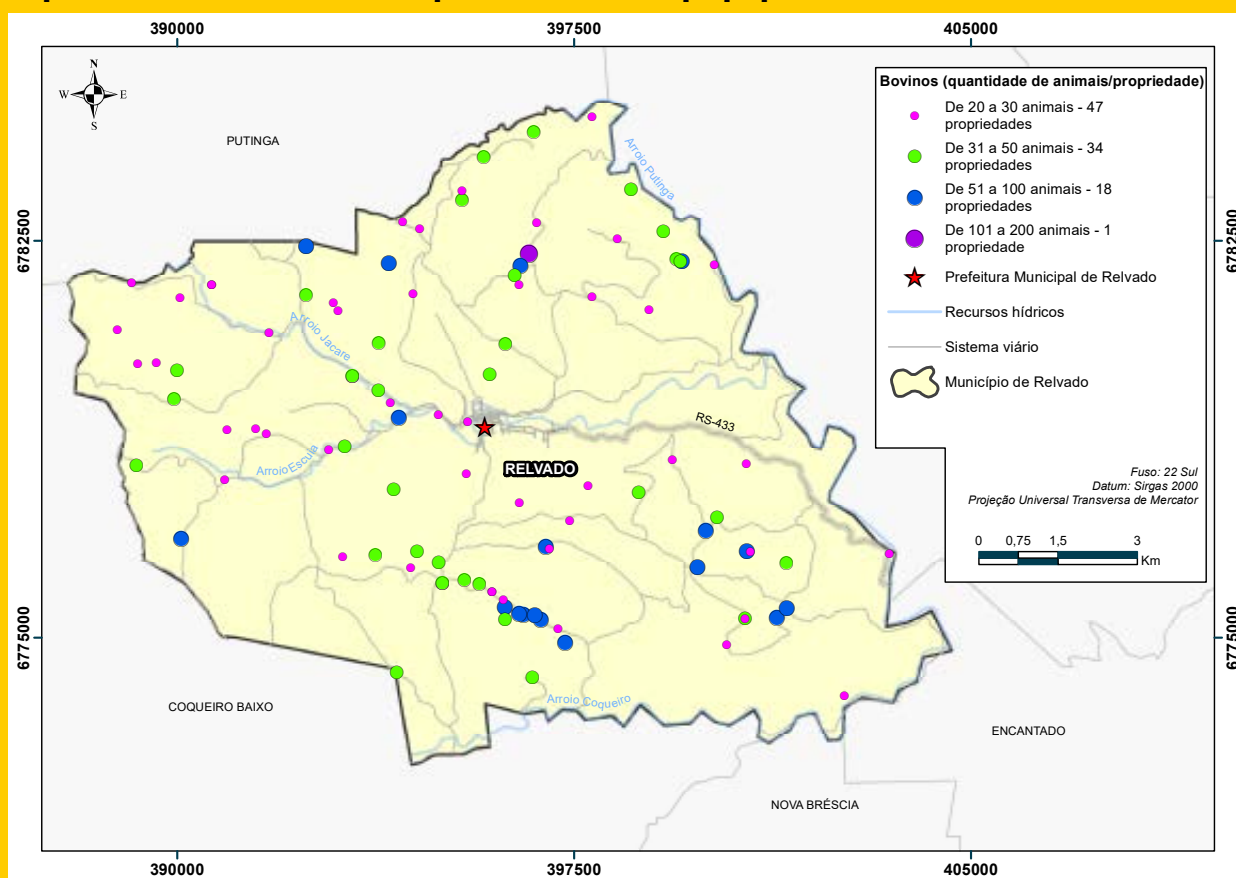 390000
397500
405000
N
W
E
S
PUTINGA
Arroio Putinga
Bovinos (quantidade de animais/propriedade)
De 20 a 30 animais - 47
propriedades
De 31 a 50 animais - 34
propriedades
De 51 a 100 animais - 18
propriedades
De 101 a 200 animais - 1
propriedade
Prefeitura Municipal de Relvado
Recursos hídricos
Sistema viário
Município de Relvado
6782500
6782500
Arroio Jacare
RS-433
Arroio Escula
RELVADO
Fuso: 22 Sul
Datum: Sirgas 2000
Projeção Universal Transversa de Mercator
0 0,75 1,5 3
Km
6775000
6775000
Arroio Coqueiro
COQUEIRO BAIXO
ENCANTADO
NOVA BRÉSCIA
390000
397500
405000